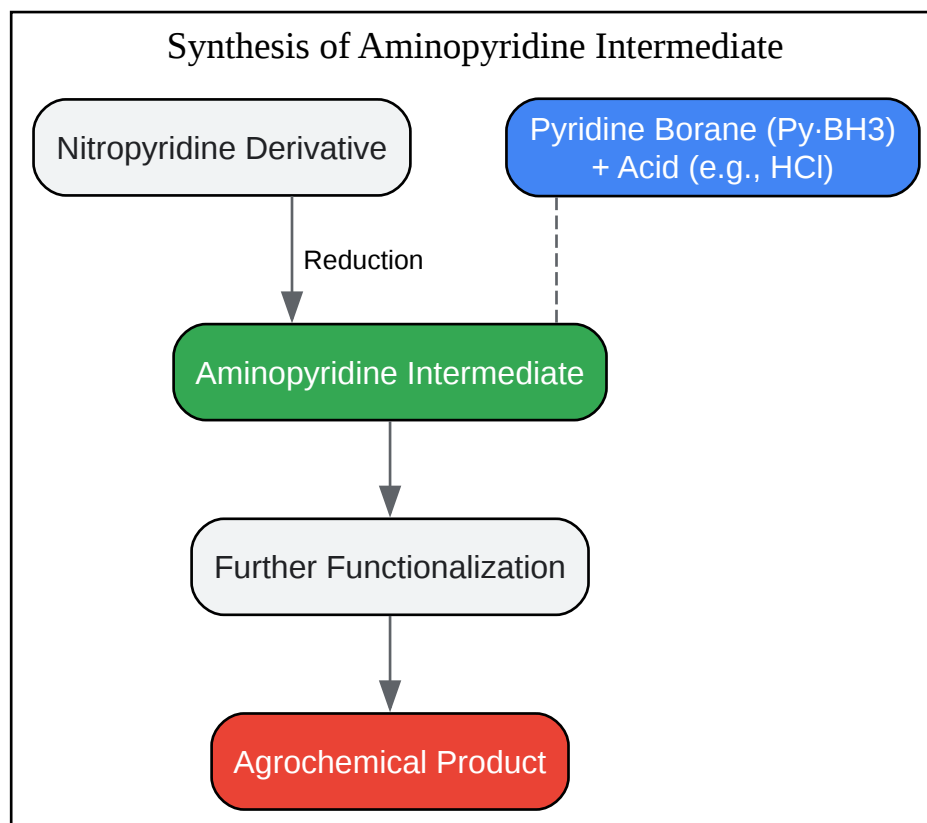 Synthesis of Aminopyridine Intermediate
Nitropyridine Derivative
Pyridine Borane (Py·BH3)
+ Acid (e.g., HCl)
Reduction
Aminopyridine Intermediate
Further Functionalization
Agrochemical Product